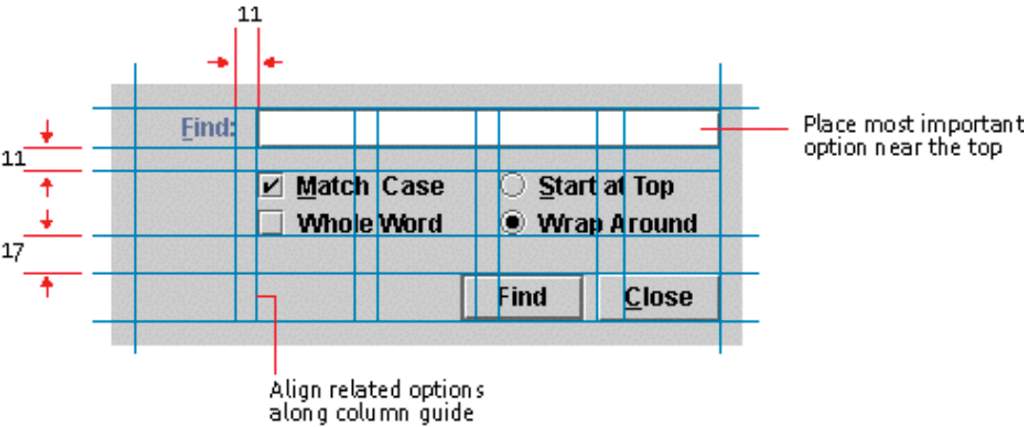 11
Find:
Place most important
option near the top
11
Match Case
Start at Top
Whole Word
Wrap Around
17
Find
Close
Align related options
along column guide